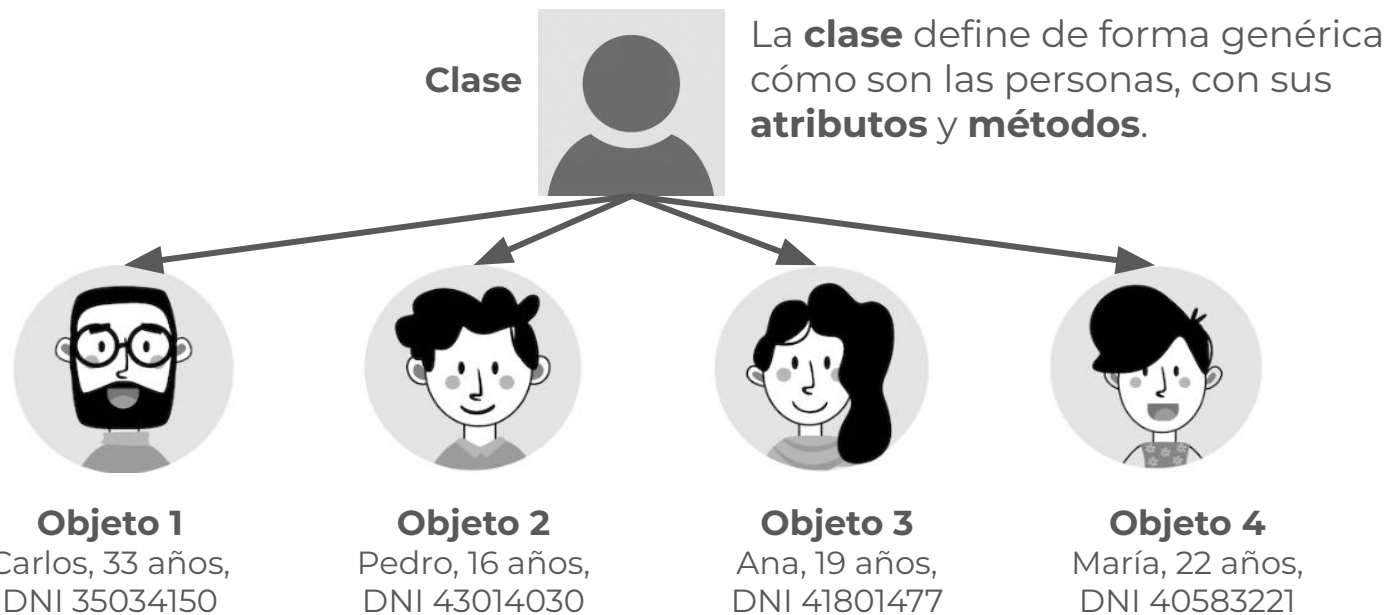 La clase define de forma genérica
Clase
cómo son las personas, con sus
atributos y métodos.
Objeto 1
Carlos, 33 años,
DNI 35034150
Objeto 2
Pedro, 16 años,
DNI 43014030
Objeto 3
Ana, 19 años,
DNI 41801477
Objeto 4
María, 22 años,
DNI 40583221